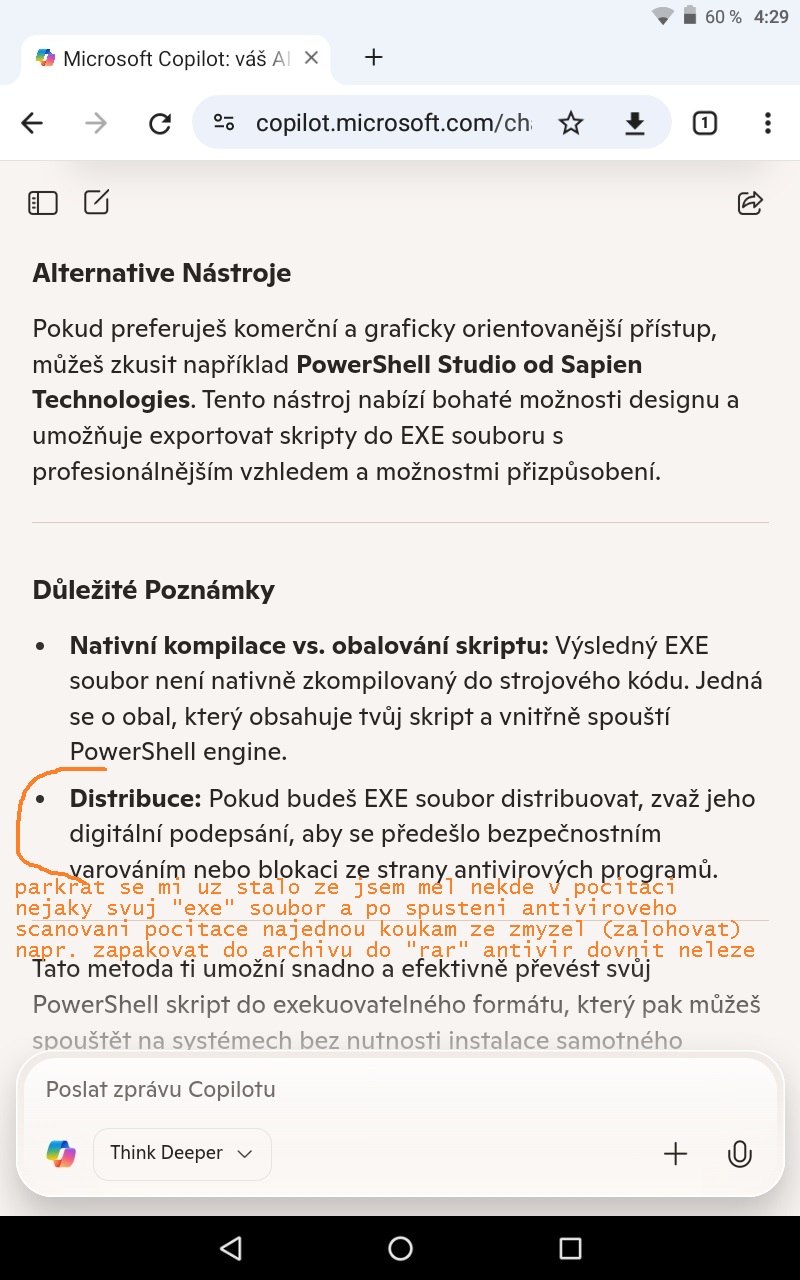 60 % 4:29
Microsoft Copilot: váš AI
copilot.microsoft.com/ch
1
Alternative Nástroje
Pokud preferuješ komerční a graficky orientovanější přístup,
můžeš zkusit například PowerShell Studio od Sapien
Technologies. Tento nástroj nabízí bohaté možnosti designu a
umožňuje exportovat skripty do EXE souboru s
profesionálnějším vzhledem a možnostmi přizpůsobení.
Důležité Poznámky
• Nativní kompilace vs. obalování skriptu: Výsledný EXE
soubor není nativně zkompilovaný do strojového kódu. Jedná
se o obal, který obsahuje tvůj skript a vnitřně spouští
PowerShell engine.
• Distribuce: Pokud budeš EXE soubor distribuovat, zvaž jeho
digitální podepsání, aby se předešlo bezpečnostním
varováním nebo blokaci ze strany antivirových programů.
parkrat se mi uz stalo ze jsem mel nekde v pocitaci
nejaky svuj "exe" soubor a po spusteni antiviroveho
scanovani pocitace najednou koukam ze zmyzel (zalohovat)
napr. zapakovat do archivu do "rar" antivir dovnit neleze
Tato metoda ti umožní snadno a efektivně převést svůj
PowerShell skript do exekuovatelného formátu, který pak můžeš
spouštět na systémech bez nutnosti instalace samotného
Poslat zprávu Copilotu
Think Deeper